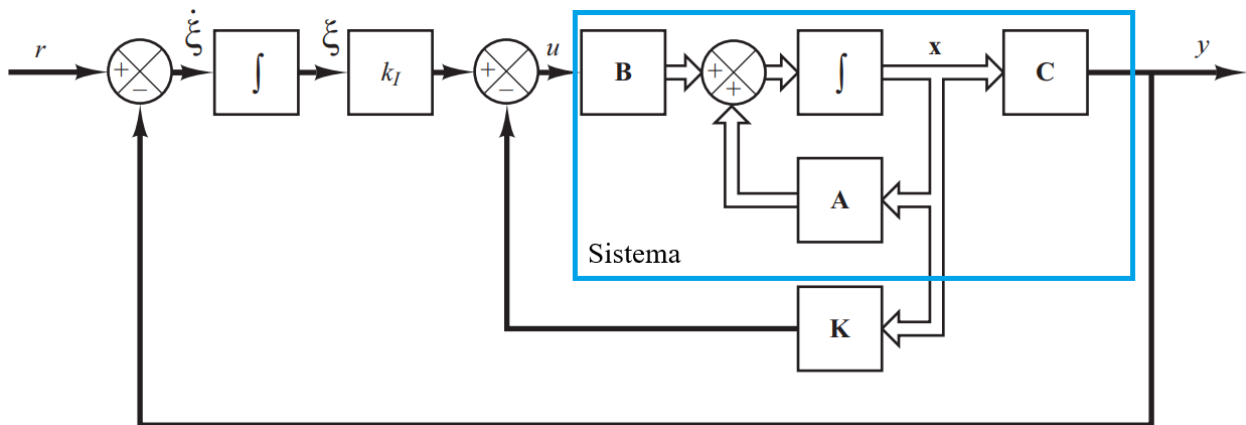 r
+
−
ξ̇
∫
ξ
k_I
+
−
u
B
+
+
∫
x
C
y
A
Sistema
K